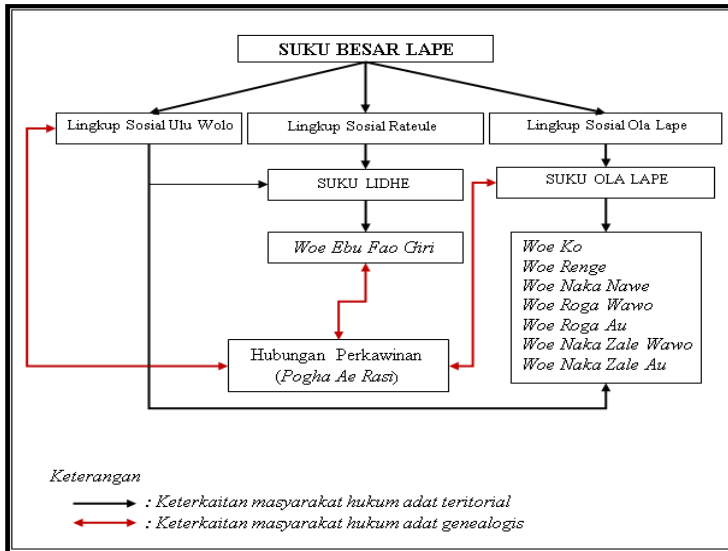 SUKU BESAR LAPE
Lingkup Sosial Ulu Wolo
Lingkup Sosial Rateule
Lingkup Sosial Ola Lape
SUKU LIDHE
SUKU OLA LAPE
Woe Ebu Fao Giri
Woe Ko
Woe Renge
Woe Naka Nawe
Woe Roga Wawo
Woe Roga Au
Woe Naka Zale Wawo
Woe Naka Zale Au
Hubungan Perkawinan
(Pogha Ae Rasi)
Keterangan
: Keterkaitan masyarakat hukum adat teritorial
: Keterkaitan masyarakat hukum adat genealogis